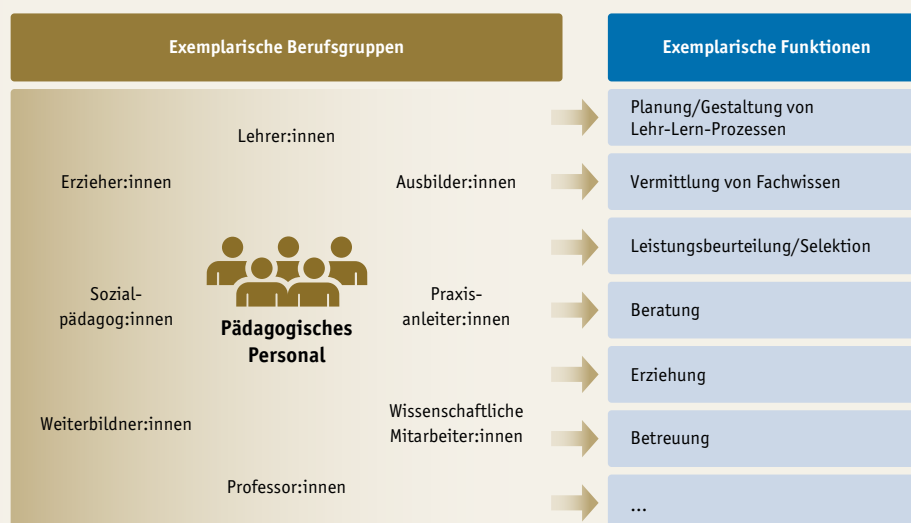 Exemplarische Berufsgruppen
Exemplarische Funktionen
Lehrer:innen
Erzieher:innen
Ausbilder:innen
Sozial-
pädagog:innen
Praxis-
anleiter:innen
Pädagogisches
Personal
Weiterbildner:innen
Wissenschaftliche
Mitarbeiter:innen
Professor:innen
Planung/Gestaltung von
Lehr-Lern-Prozessen
Vermittlung von Fachwissen
Leistungsbeurteilung/Selektion
Beratung
Erziehung
Betreuung
...